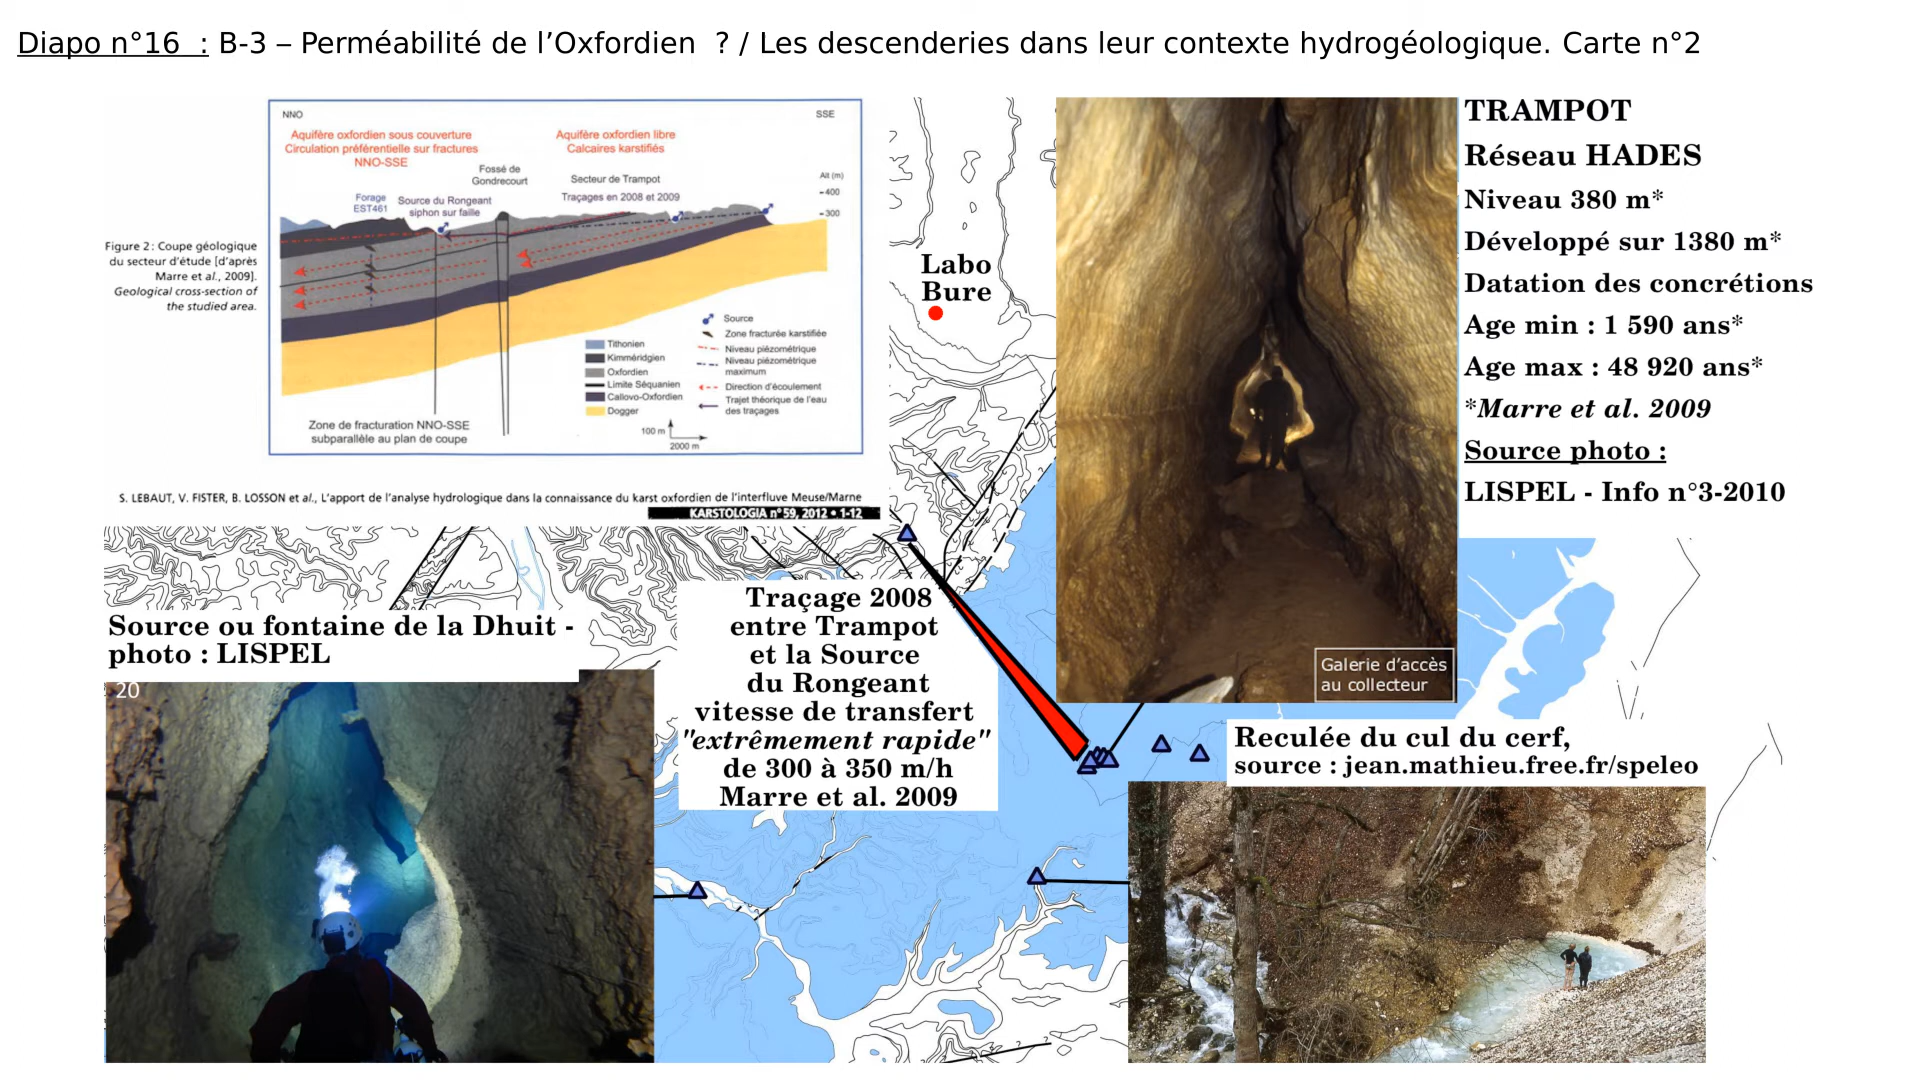 Diapo n°16  : B-3 – Perméabilité de l’Oxfordien  ? / Les descenderies dans leur contexte hydrogéologique. Carte n°2
NNO
SSE
Aquifère oxfordien sous couverture
Circulation préférentielle sur fractures
NNO-SSE
Aquifère oxfordien libre
Calcaires karstifiés
Fossé de
Gondrecourt
Secteur de Trampot
Traçages en 2008 et 2009
Forage
EST461
Source du Rongeant
siphon sur faille
Alt (m)
400
300
Figure 2 : Coupe géologique
du secteur d’étude [d’après
Marre et al., 2009].
Geological cross-section of
the studied area.
Tithonien
Kimméridgien
Oxfordien
Limite Séquanien
Callovo-Oxfordien
Dogger
Source
Zone fracturée karstifiée
Niveau piézométrique
Niveau piézométrique
maximum
Direction d'écoulement
Trajet théorique de l'eau
des traçages
Zone de fracturation NNO-SSE
subparallèle au plan de coupe
100 m
2000 m
S. LEBAUT, V. FISTER, B. LOSSON et al., L’apport de l’analyse hydrologique dans la connaissance du karst oxfordien de l’interfluve Meuse/Marne
KARSTOLOGIA n° 59, 2012 • 1-12
Labo
Bure
TRAMPOT
Réseau HADES
Niveau 380 m*
Développé sur 1380 m*
Datation des concrétions
Age min : 1 590 ans*
Age max : 48 920 ans*
*Marre et al. 2009
Source photo :
LISPEL - Info n°3-2010
Galerie d’accès
au collecteur
Source ou fontaine de la Dhuit -
photo : LISPEL
20
Traçage 2008
entre Trampot
et la Source
du Rongeant
vitesse de transfert
"extrêmement rapide"
de 300 à 350 m/h
Marre et al. 2009
Reculée du cul du cerf,
source : jean.mathieu.free.fr/speleo